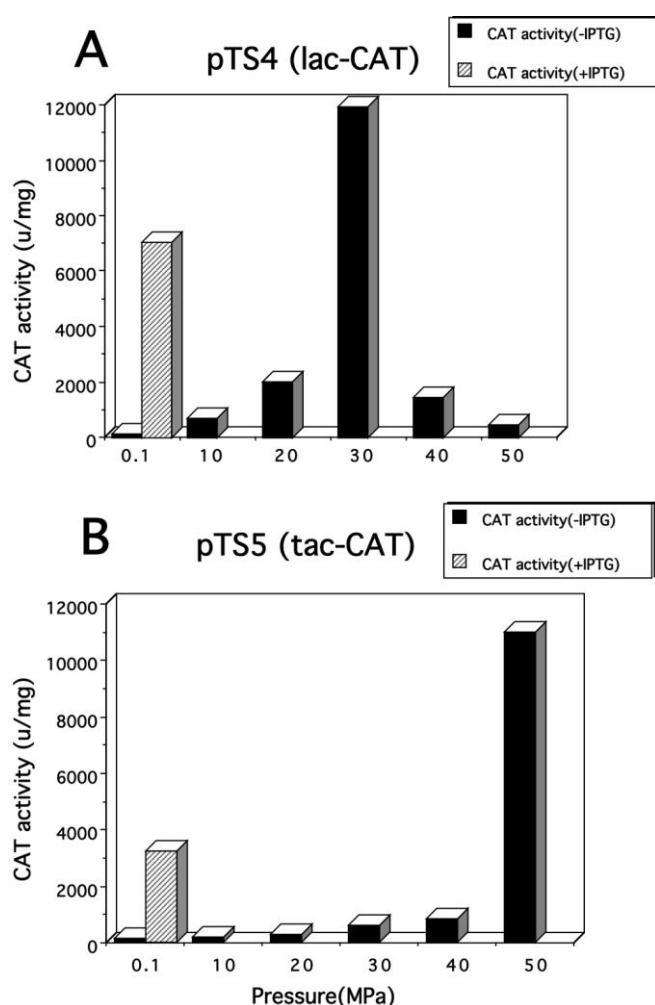 A
pTS4 (lac-CAT)
CAT activity(-IPTG)
CAT activity(+IPTG)
CAT activity (u/mg)
12000
10000
8000
6000
4000
2000
0
0.1 10 20 30 40 50
B
pTS5 (tac-CAT)
CAT activity(-IPTG)
CAT activity(+IPTG)
CAT activity (u/mg)
12000
10000
8000
6000
4000
2000
0
0.1 10 20 30 40 50
Pressure(MPa)